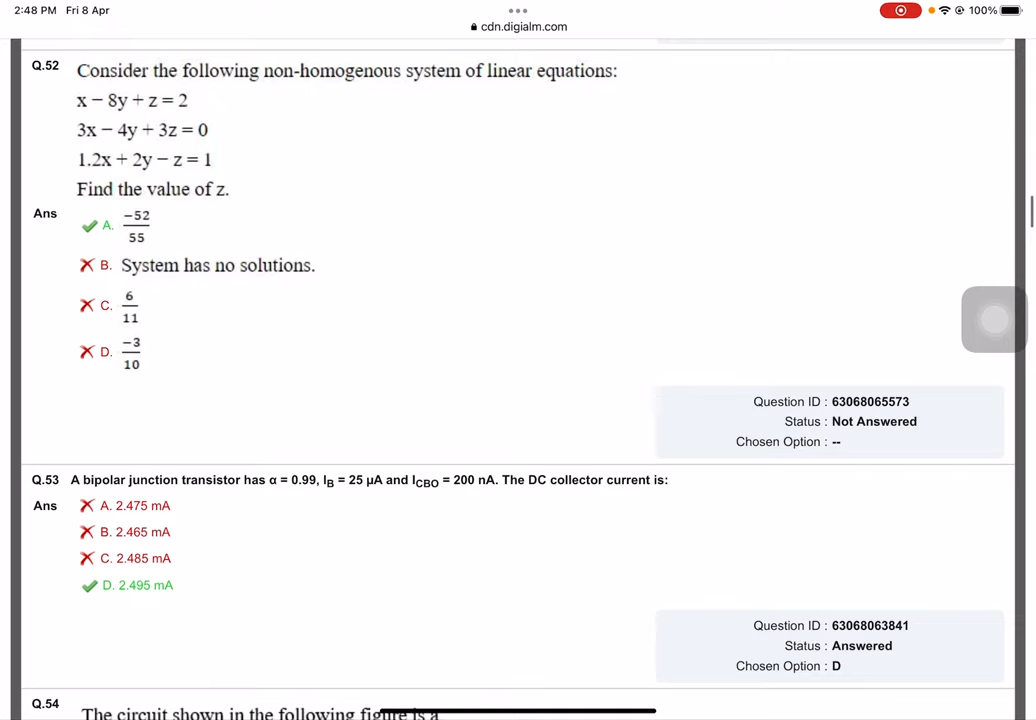 2:48 PM Fri 8 Apr
100%
cdn.digialm.com
Q.52 Consider the following non-homogenous system of linear equations:
x − 8y + z = 2
3x − 4y + 3z = 0
1.2x + 2y − z = 1
Find the value of z.
Ans
A. −52/55
B. System has no solutions.
C. 6/11
D. −3/10
Question ID : 63068065573
Status : Not Answered
Chosen Option : --
Q.53 A bipolar junction transistor has α = 0.99, IB = 25 µA and ICBO = 200 nA. The DC collector current is:
Ans A. 2.475 mA
B. 2.465 mA
C. 2.485 mA
D. 2.495 mA
Question ID : 63068063841
Status : Answered
Chosen Option : D
Q.54 The circuit shown in the following figure is a